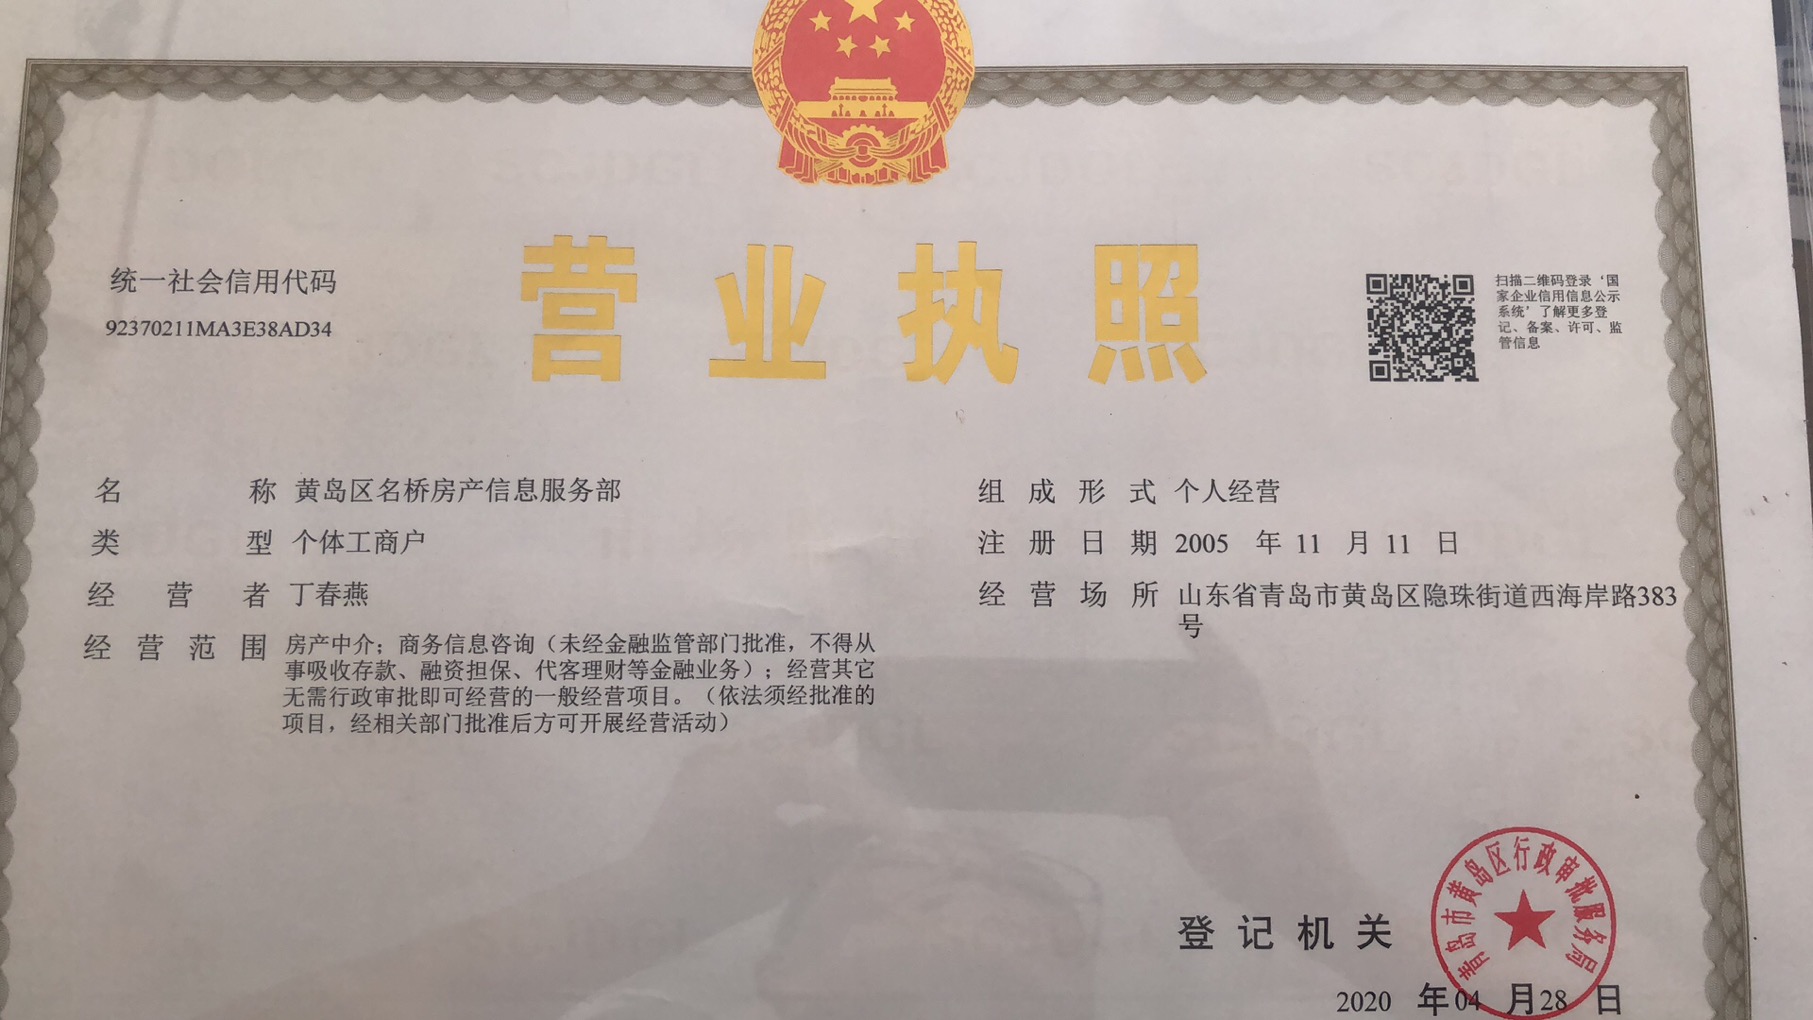 营业执照
统一社会信用代码
92370211MA3E38AD34
扫描二维码登录‘国
家企业信用信息公示
系统’了解更多登
记、备案、许可、监
管信息
名称 黄岛区名桥房产信息服务部
类型 个体工商户
经营者 丁春燕
经营范围 房产中介；商务信息咨询（未经金融监管部门批准，不得从
事吸收存款、融资担保、代客理财等金融业务）；经营其它
无需行政审批即可经营的一般经营项目。（依法须经批准的
项目，经相关部门批准后方可开展经营活动）
组成形式 个人经营
注册日期 2005 年 11 月 11 日
经营场所 山东省青岛市黄岛区隐珠街道西海岸路383
号
登记机关
青岛市黄岛区行政审批服务局
2020 年04 月28 日